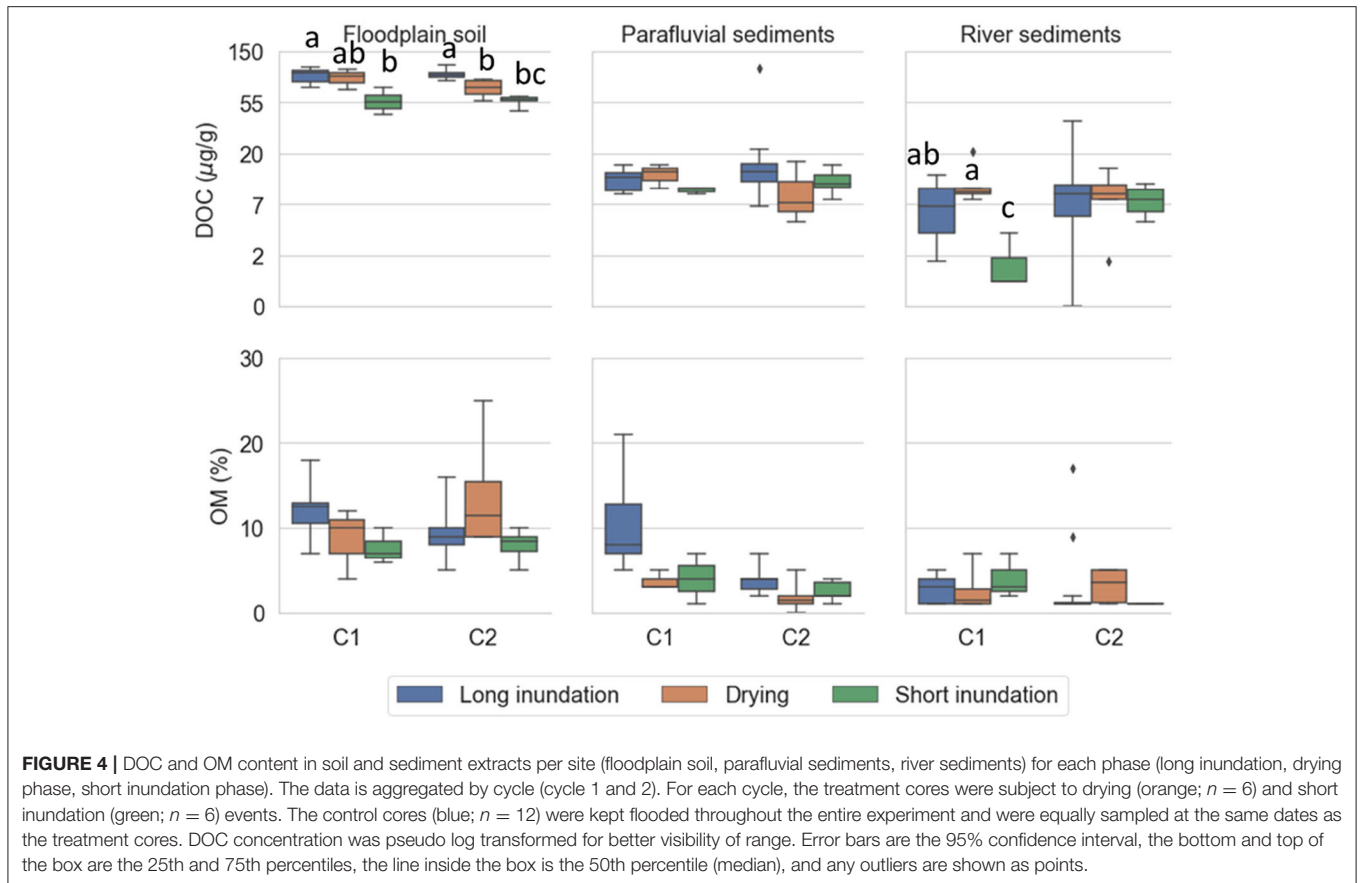 Floodplain soil Parafluvial sediments River sediments
150
55
20
7
2
0
DOC (µg/g)
a ab b a b bc
ab a c
30
20
10
0
OM (%)
C1 C2 C1 C2 C1 C2
Long inundation Drying Short inundation
FIGURE 4 | DOC and OM content in soil and sediment extracts per site (floodplain soil, parafluvial sediments, river sediments) for each phase (long inundation, drying
phase, short inundation phase). The data is aggregated by cycle (cycle 1 and 2). For each cycle, the treatment cores were subject to drying (orange; n = 6) and short
inundation (green; n = 6) events. The control cores (blue; n = 12) were kept flooded throughout the entire experiment and were equally sampled at the same dates as
the treatment cores. DOC concentration was pseudo log transformed for better visibility of range. Error bars are the 95% confidence interval, the bottom and top of
the box are the 25th and 75th percentiles, the line inside the box is the 50th percentile (median), and any outliers are shown as points.